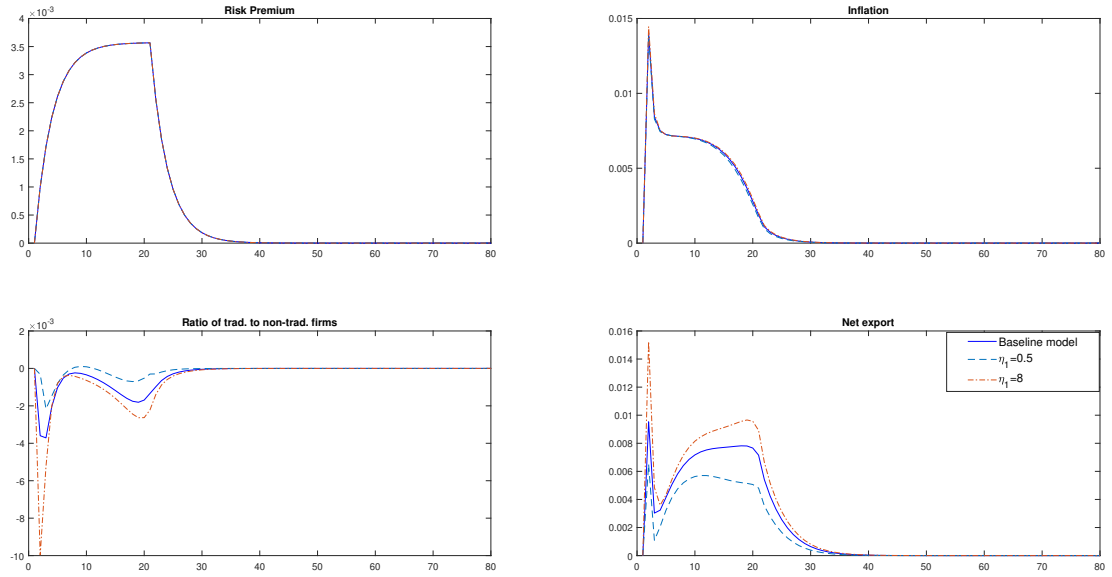 Risk Premium
×10⁻³
4
3.5
3
2.5
2
1.5
1
0.5
0
0 10 20 30 40 50 60 70 80
Inflation
0.015
0.01
0.005
0
0 10 20 30 40 50 60 70 80
Ratio of trad. to non-trad. firms
×10⁻³
2
0
-2
-4
-6
-8
-10
0 10 20 30 40 50 60 70 80
Net export
0.016
0.014
0.012
0.01
0.008
0.006
0.004
0.002
0
0 10 20 30 40 50 60 70 80
Baseline model
η₁=0.5
η₁=8